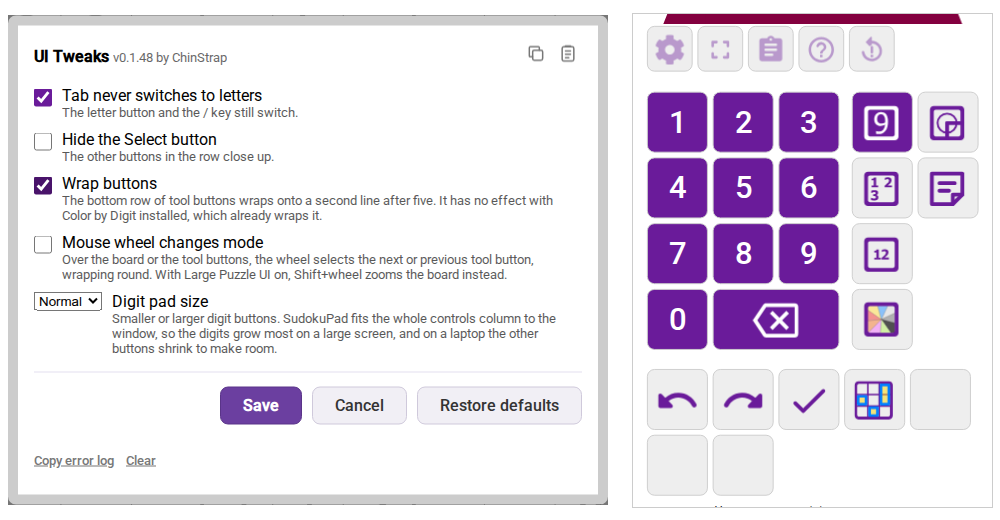 UI Tweaks v0.1.48 by ChinStrap
Tab never switches to letters
The letter button and the / key still switch.
Hide the Select button
The other buttons in the row close up.
Wrap buttons
The bottom row of tool buttons wraps onto a second line after five. It has no effect with
Color by Digit installed, which already wraps it.
Mouse wheel changes mode
Over the board or the tool buttons, the wheel selects the next or previous tool button,
wrapping round. With Large Puzzle UI on, Shift+wheel zooms the board instead.
Normal Digit pad size
Smaller or larger digit buttons. SudokuPad fits the whole controls column to the
window, so the digits grow most on a large screen, and on a laptop the other
buttons shrink to make room.
Save Cancel Restore defaults
Copy error log Clear
1 2 3 9
4 5 6 1 2 3
7 8 9 12
0